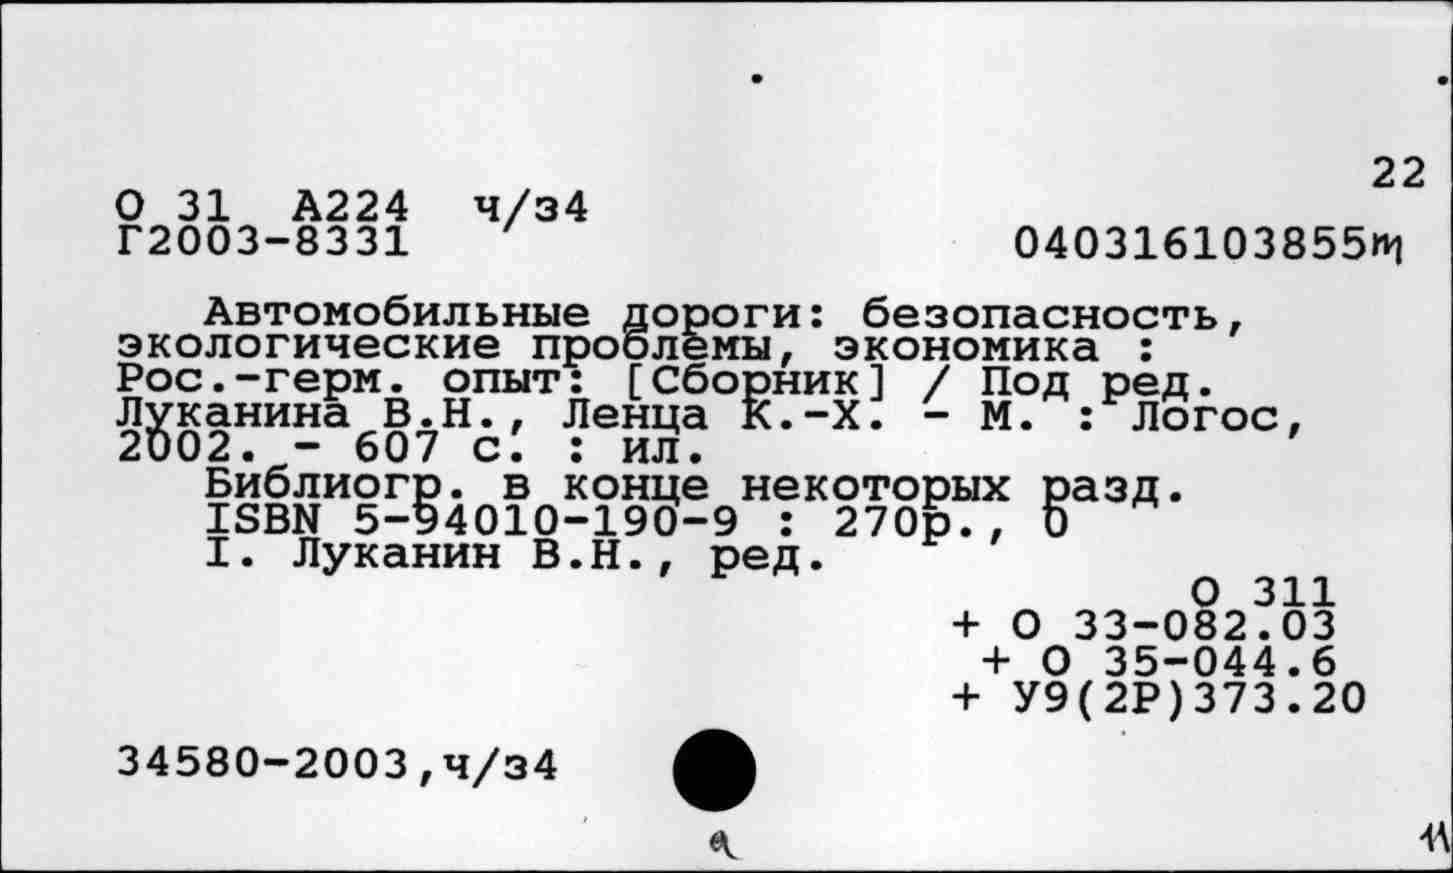 22
О 31 А224 ч/з4
Г2003-8331
040316103855
Автомобильные дороги: безопасность,
экологические проблемы, экономика :
Рос.-герм. опыт: [Сборник] / Под ред.
Луканина В.Н., Ленца К.-Х. - М. : Логос,
2002. - 607 с. : ил.
Библиогр. в конце некоторых разд.
ISBN 5-94010-190-9 : 270р., 0
I. Луканин В.Н., ред.
О 311
+ О 33-082.03
+ О 35-044.6
+ У9(2Р)373.20
34580-2003,ч/з4